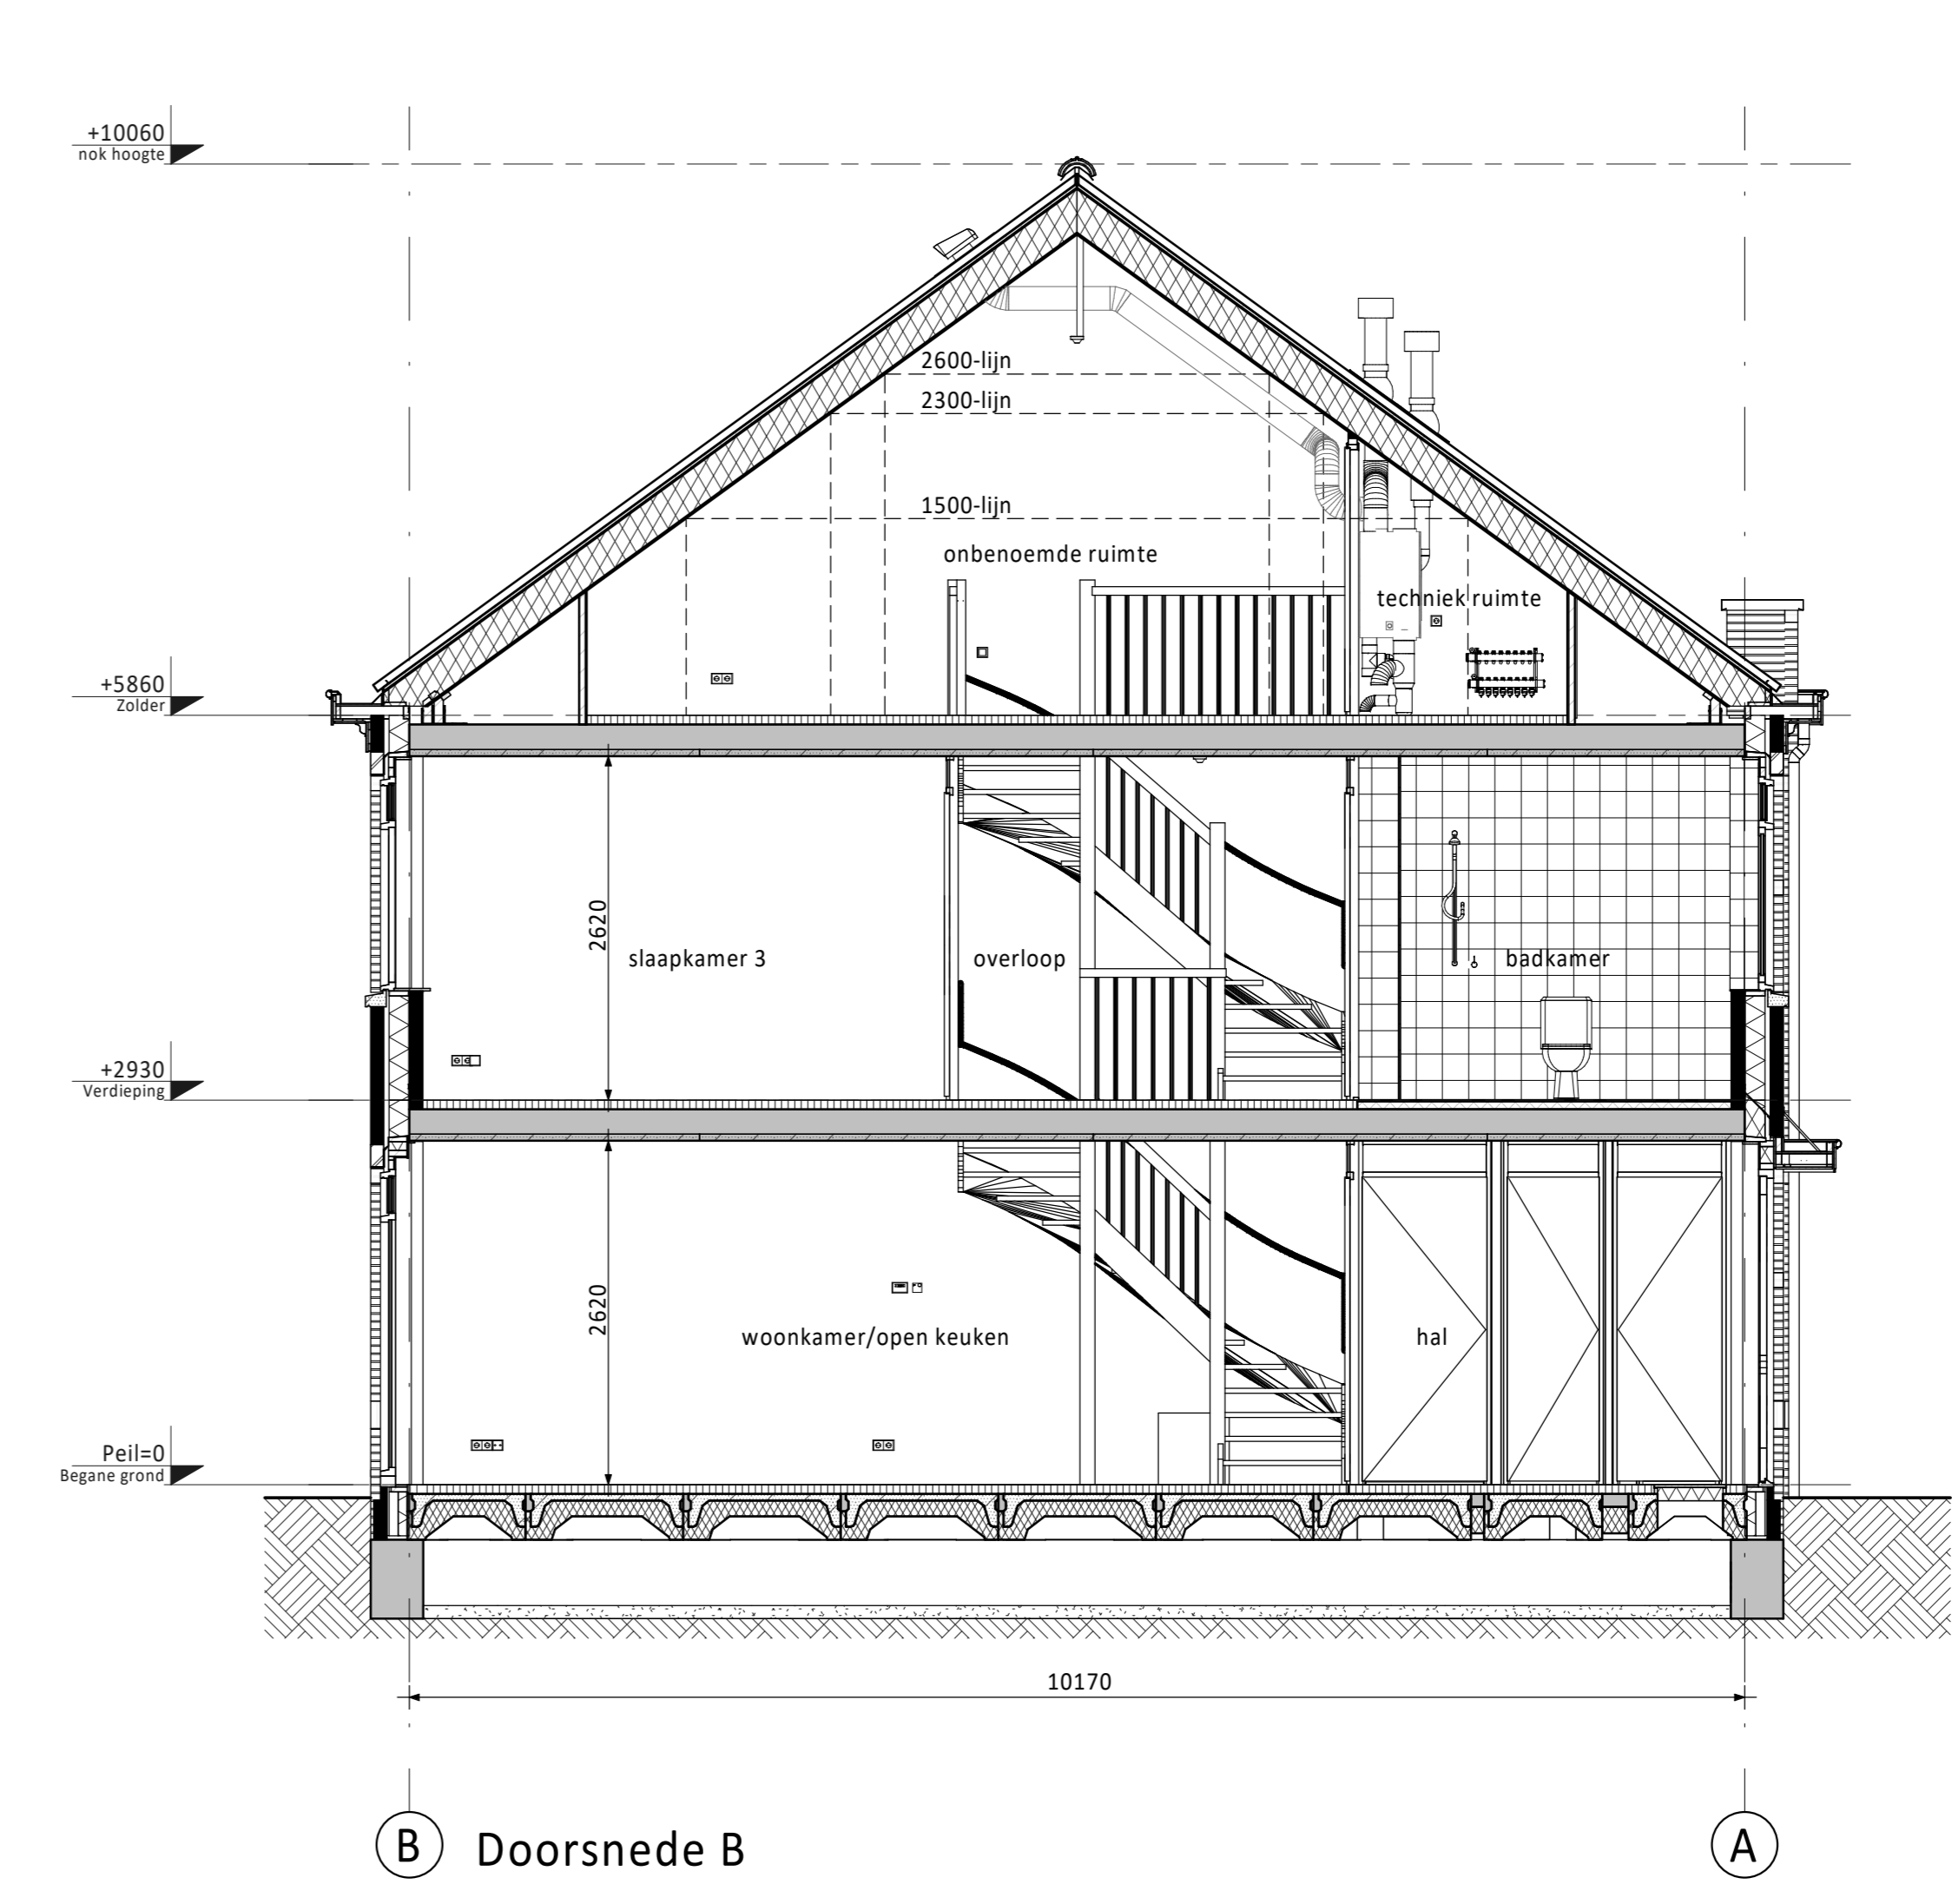 +10060
nok hoogte
2600-lijn
2300-lijn
1500-lijn
onbenoemde ruimte
techniek ruimte
+5860
Zolder
2620
slaapkamer 3
overloop
badkamer
+2930
Verdieping
2620
woonkamer/open keuken
hal
Peil=0
Begane grond
10170
B
Doorsnede B
A